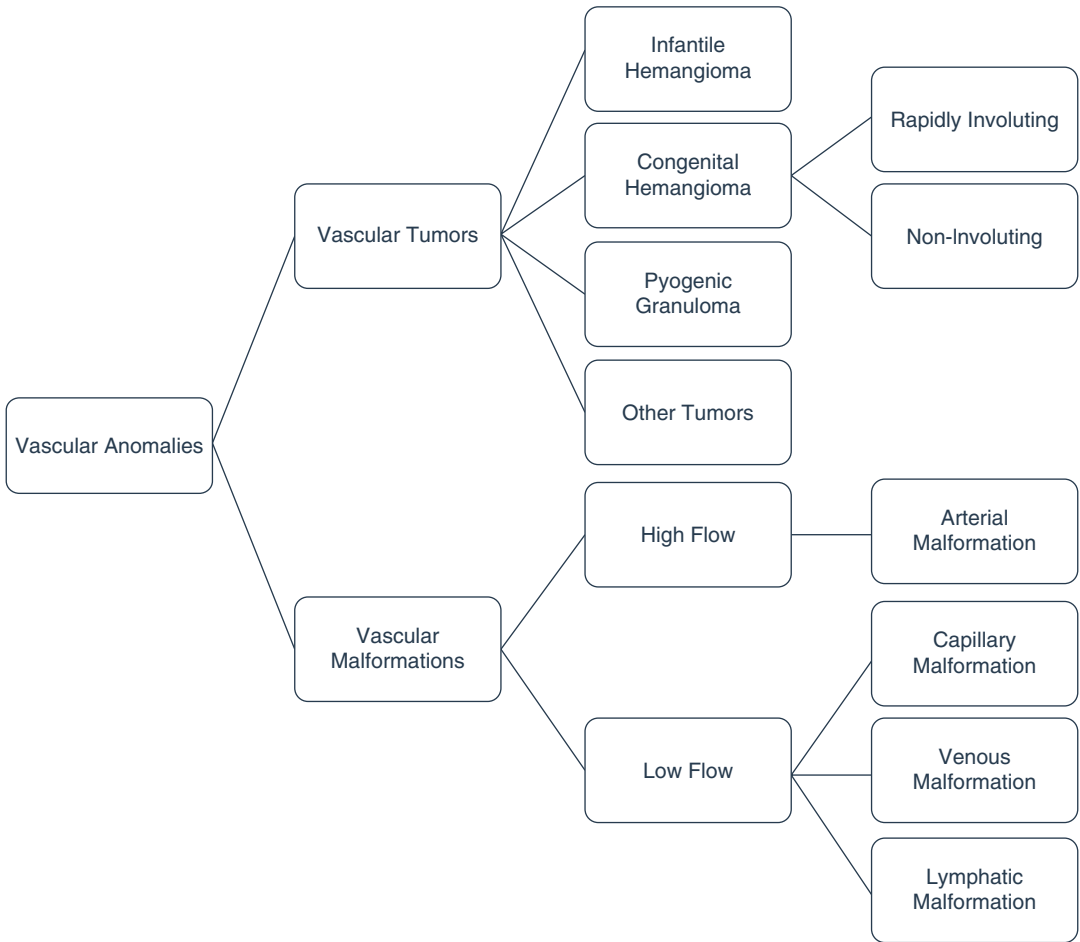 Vascular Anomalies
Vascular Tumors
Infantile
Hemangioma
Congenital
Hemangioma
Rapidly Involuting
Non-Involuting
Pyogenic
Granuloma
Other Tumors
Vascular
Malformations
High Flow
Arterial
Malformation
Low Flow
Capillary
Malformation
Venous
Malformation
Lymphatic
Malformation